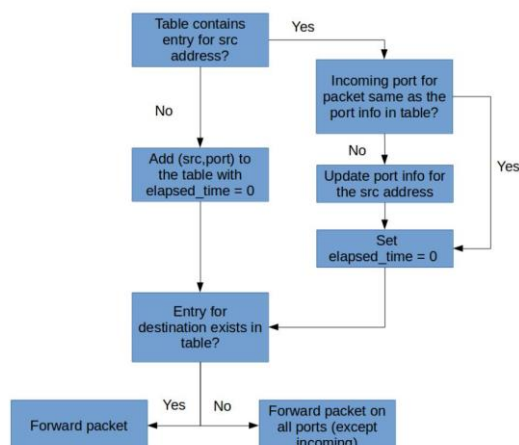 Table contains
entry for src
address?
Yes
Incoming port for
packet same as the
port info in table?
No
No
Yes
Add (src,port) to
the table with
elapsed_time = 0
Update port info for
the src address
Set
elapsed_time = 0
Entry for
destination exists in
table?
Yes
No
Forward packet
Forward packet on
all ports (except
incoming)